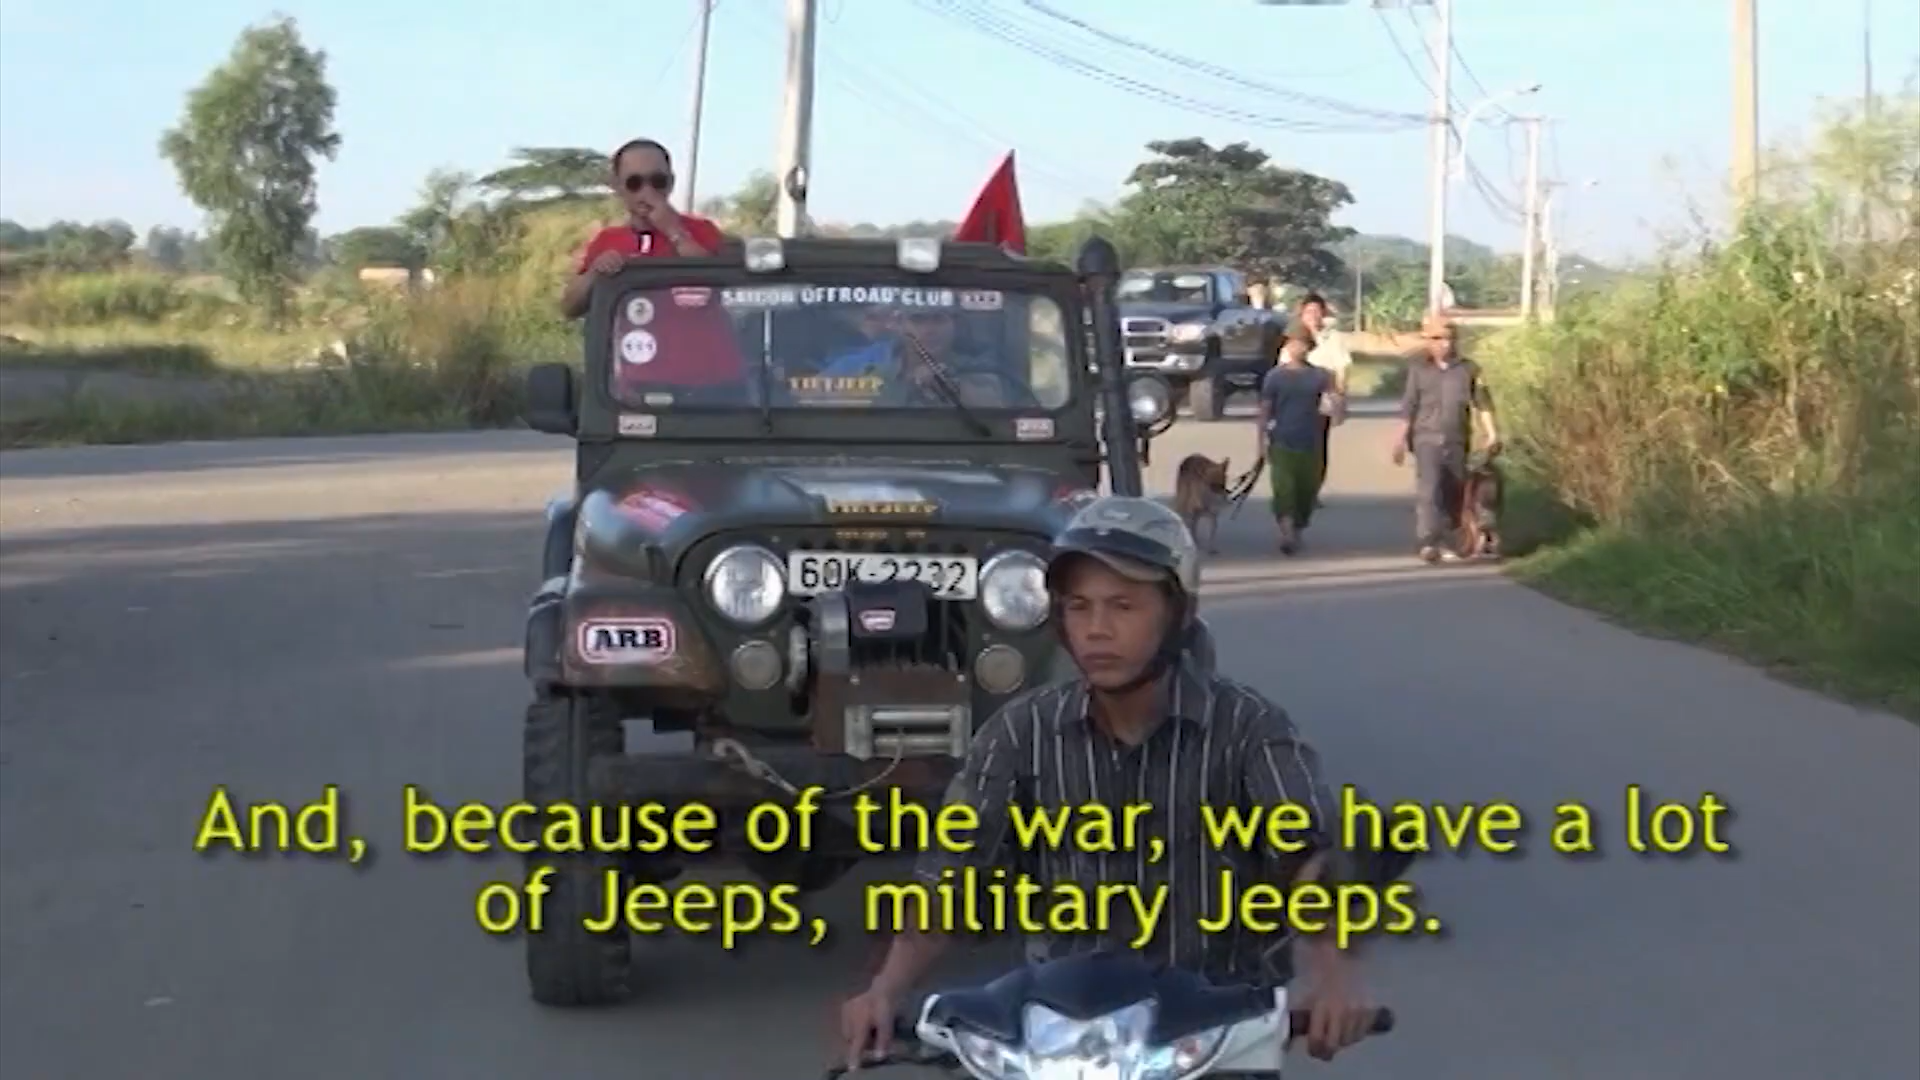 SAIGON OFFROAD CLUB
VIETJEEP
VIETJEEP
60K-2232
ARB
And, because of the war, we have a lot
of Jeeps, military Jeeps.